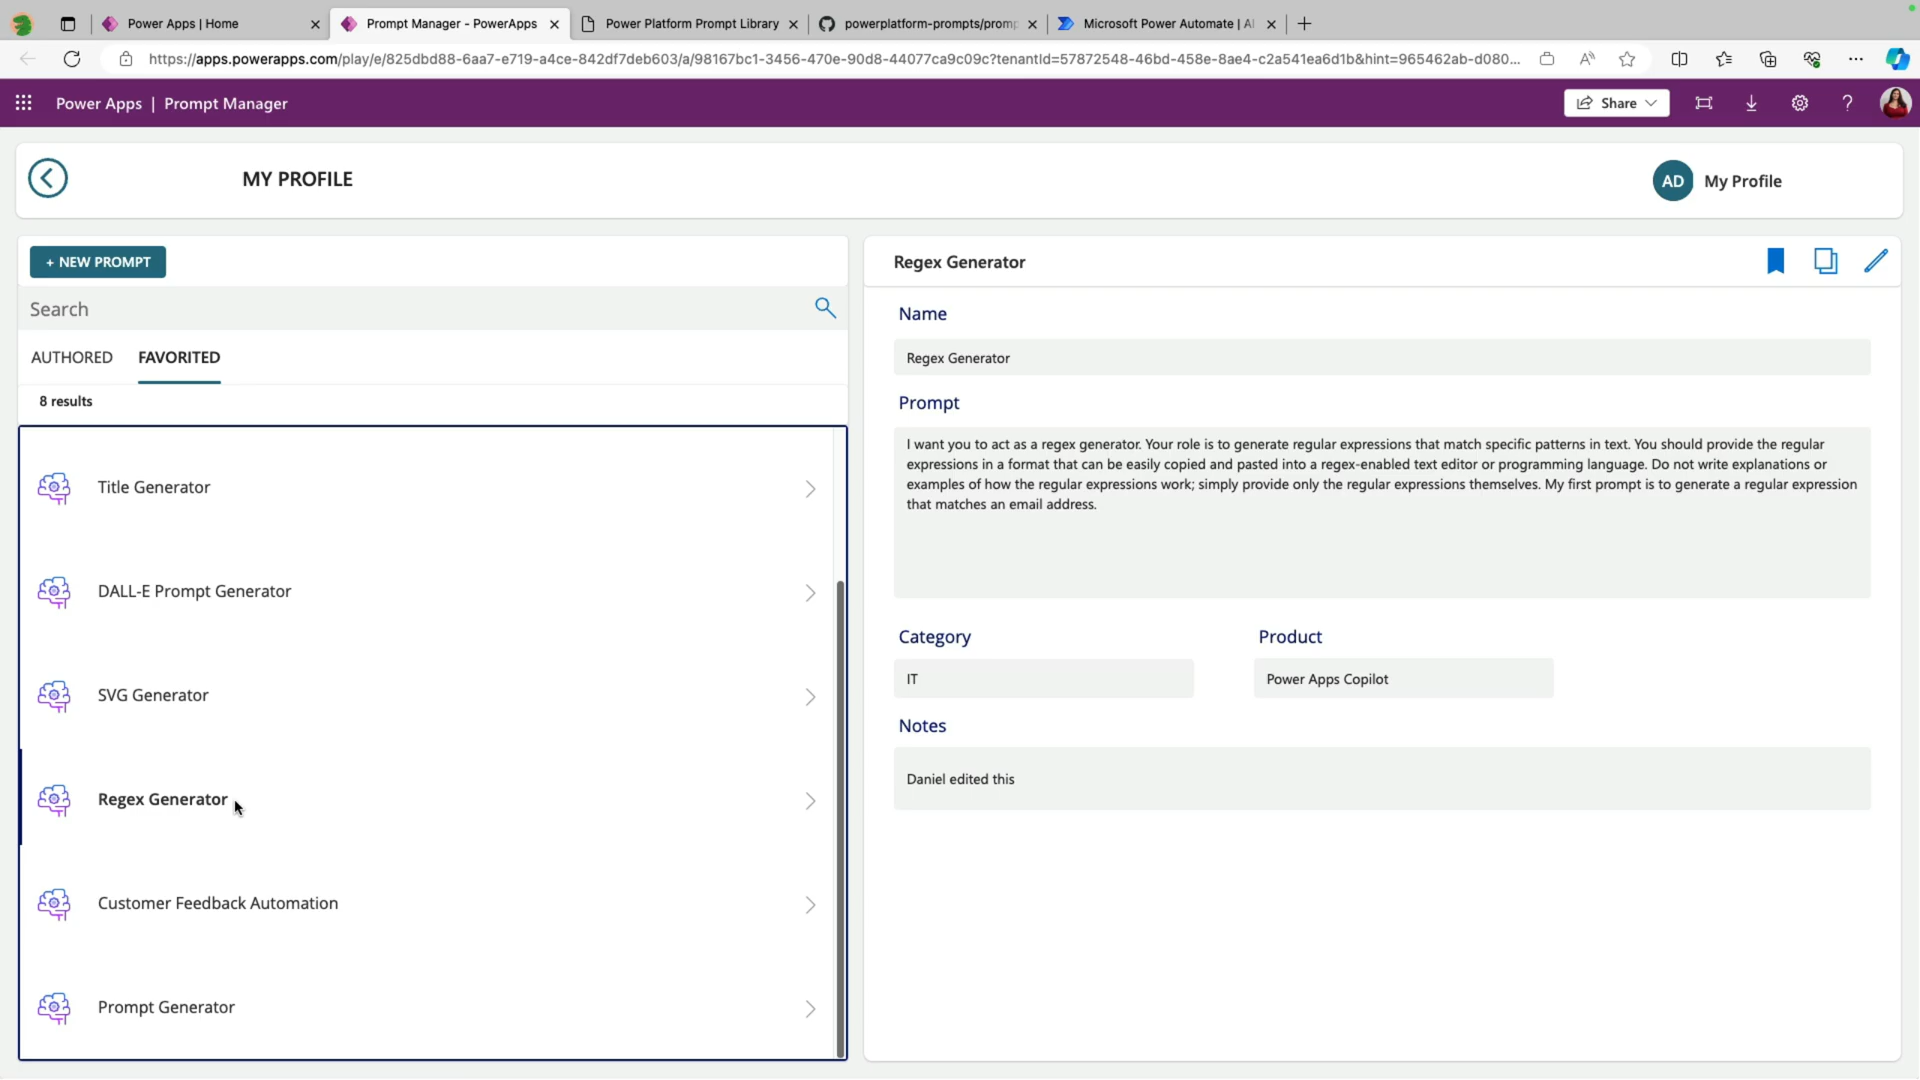 Power Apps | Home
Prompt Manager - PowerApps
Power Platform Prompt Library
powerplatform-prompts/promp
Microsoft Power Automate | AI
https://apps.powerapps.com/play/e/825dbd88-6aa7-e719-a4ce-842df7deb603/a/98167bc1-3456-470e-90d8-44077ca9c09c?tenantId=57872548-46bd-458e-8ae4-c2a541ea6d1b&hint=965462ab-d080...
Power Apps | Prompt Manager
Share
MY PROFILE
AD
My Profile
+ NEW PROMPT
Search
AUTHORED
FAVORITED
8 results
Title Generator
DALL-E Prompt Generator
SVG Generator
Regex Generator
Customer Feedback Automation
Prompt Generator
Regex Generator
Name
Regex Generator
Prompt
I want you to act as a regex generator. Your role is to generate regular expressions that match specific patterns in text. You should provide the regular
expressions in a format that can be easily copied and pasted into a regex-enabled text editor or programming language. Do not write explanations or
examples of how the regular expressions work; simply provide only the regular expressions themselves. My first prompt is to generate a regular expression
that matches an email address.
Category
Product
IT
Power Apps Copilot
Notes
Daniel edited this